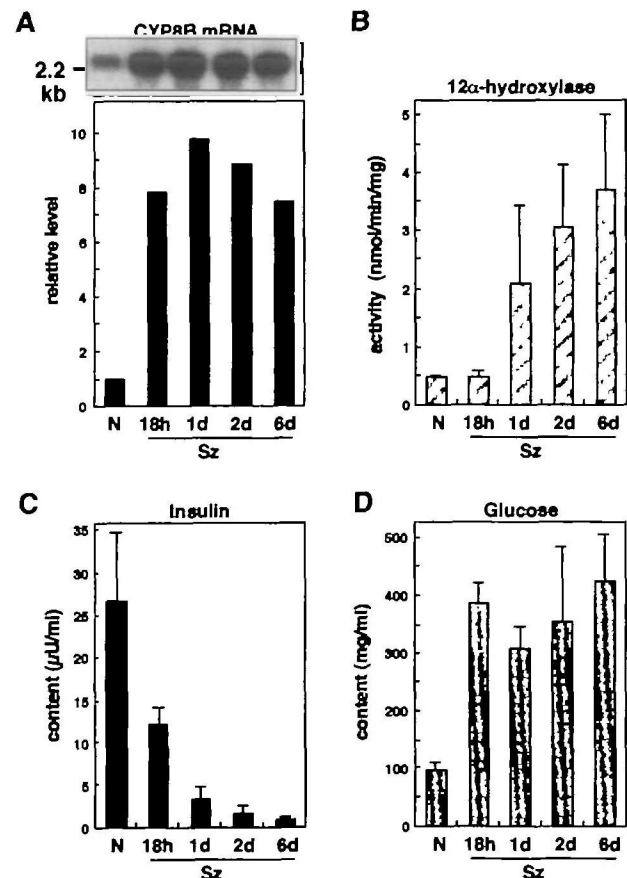 A
CYP8B mRNA
2.2
kb
10
8
6
4
2
0
relative level
N 18h 1d 2d 6d
Sz
B
12α-hydroxylase
5
4
3
2
1
0
activity (nmol/min/mg)
N 18h 1d 2d 6d
Sz
C
Insulin
35
30
25
20
15
10
5
0
content (µU/ml)
N 18h 1d 2d 6d
Sz
D
Glucose
500
400
300
200
100
0
content (mg/ml)
N 18h 1d 2d 6d
Sz